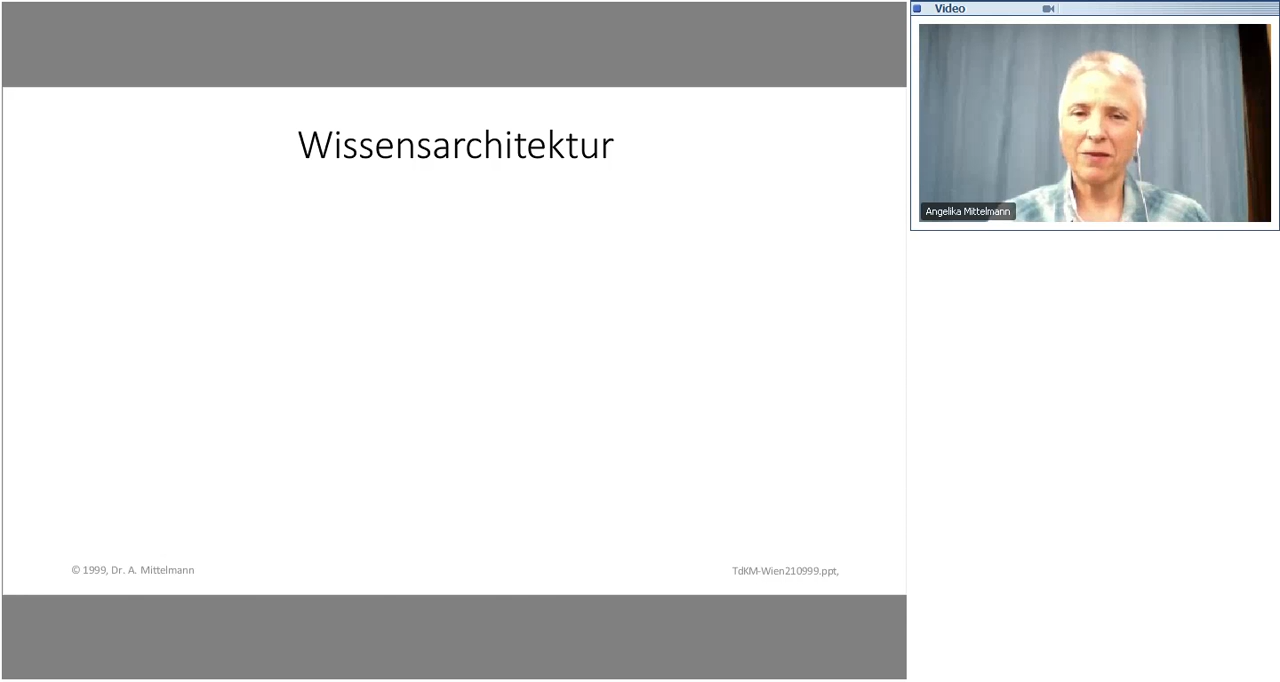 Video
Wissensarchitektur
Angelika Mittelmann
© 1999, Dr. A. Mittelmann
TdKM-Wien210999.ppt,